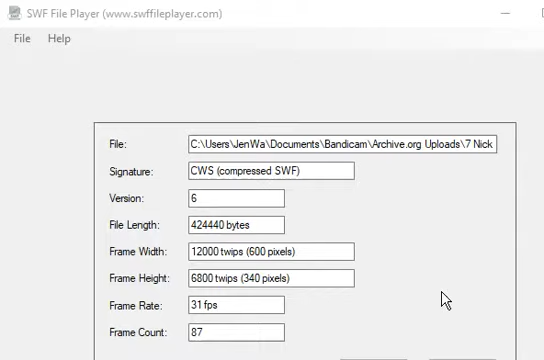 SWF File Player (www.swffileplayer.com)
File Help
File: C:\Users\JenWa\Documents\Bandicam\Archive.org Uploads\7 Nick
Signature: CWS (compressed SWF)
Version: 6
File Length: 424440 bytes
Frame Width: 12000 twips (600 pixels)
Frame Height: 6800 twips (340 pixels)
Frame Rate: 31 fps
Frame Count: 87